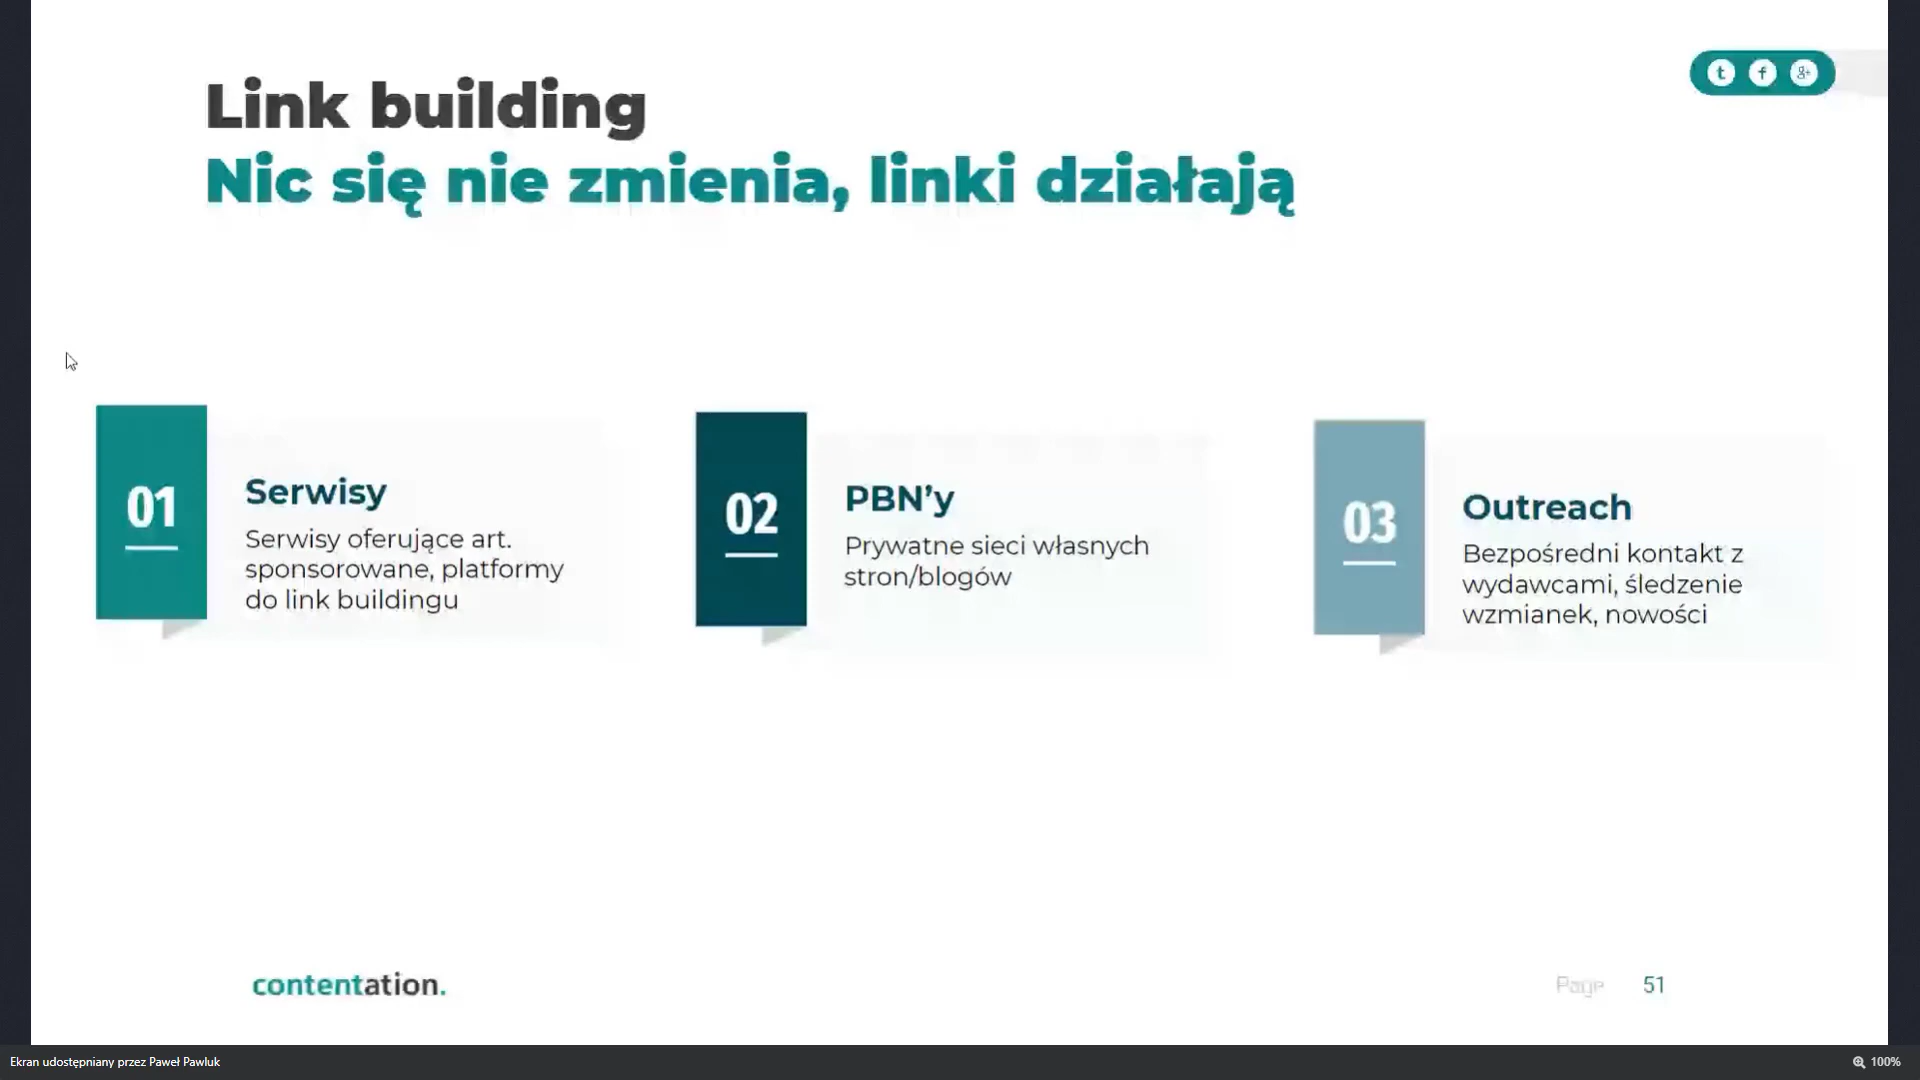 Link building
Nic się nie zmienia, linki działają
t f g+
01
Serwisy
Serwisy oferujące art.
sponsorowane, platformy
do link buildingu
02
PBN’y
Prywatne sieci własnych
stron/blogów
03
Outreach
Bezpośredni kontakt z
wydawcami, śledzenie
wzmianek, nowości
contentation.
Page 51
Ekran udostępniany przez Paweł Pawluk
100%